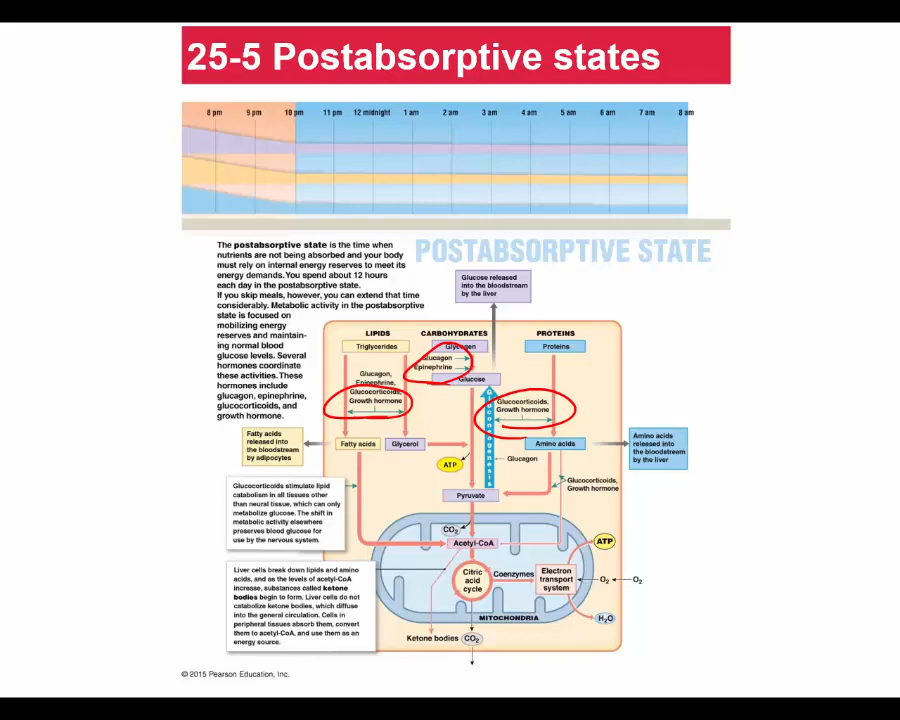 25-5 Postabsorptive states
8 pm 9 pm 10 pm 11 pm 12 midnight 1 am 2 am 3 am 4 am 5 am 6 am 7 am 8 am
POSTABSORPTIVE STATE
The postabsorptive state is the time when
nutrients are not being absorbed and your body
must rely on internal energy reserves to meet its
energy demands. You spend about 12 hours
each day in the postabsorptive state.
If you skip meals, however, you can extend that time
considerably. Metabolic activity in the postabsorptive
state is focused on
mobilizing energy
reserves and maintain-
ing normal blood
glucose levels. Several
hormones coordinate
these activities. These
hormones include
glucagon, epinephrine,
glucocorticoids, and
growth hormone.
Glucose released
into the bloodstream
by the liver
LIPIDS
CARBOHYDRATES
PROTEINS
Triglycerides
Glycogen
Proteins
Glucagon
Epinephrine
Glucose
Glucagon,
Epinephrine,
Glucocorticoids,
Growth hormone
Glucocorticoids,
Growth hormone
Gluconeogenesis
Fatty acids
released into
the bloodstream
by adipocytes
Fatty acids
Glycerol
Amino acids
Amino acids
released into
the bloodstream
by the liver
ATP
Glucagon
Glucocorticoids,
Growth hormone
Pyruvate
Glucocorticoids stimulate lipid
catabolism in all tissues other
than neural tissue, which can only
metabolize glucose. The shift in
metabolic activity elsewhere
preserves blood glucose for
use by the nervous system.
CO2
Acetyl-CoA
ATP
Liver cells break down lipids and amino
acids, and as the levels of acetyl-CoA
increase, substances called ketone
bodies begin to form. Liver cells do not
catabolize ketone bodies, which diffuse
into the general circulation. Cells in
peripheral tissues absorb them, convert
them to acetyl-CoA, and use them as an
energy source.
Citric
acid
cycle
Coenzymes
Electron
transport
system
O2
O2
H2O
MITOCHONDRIA
Ketone bodies
CO2
© 2015 Pearson Education, Inc.